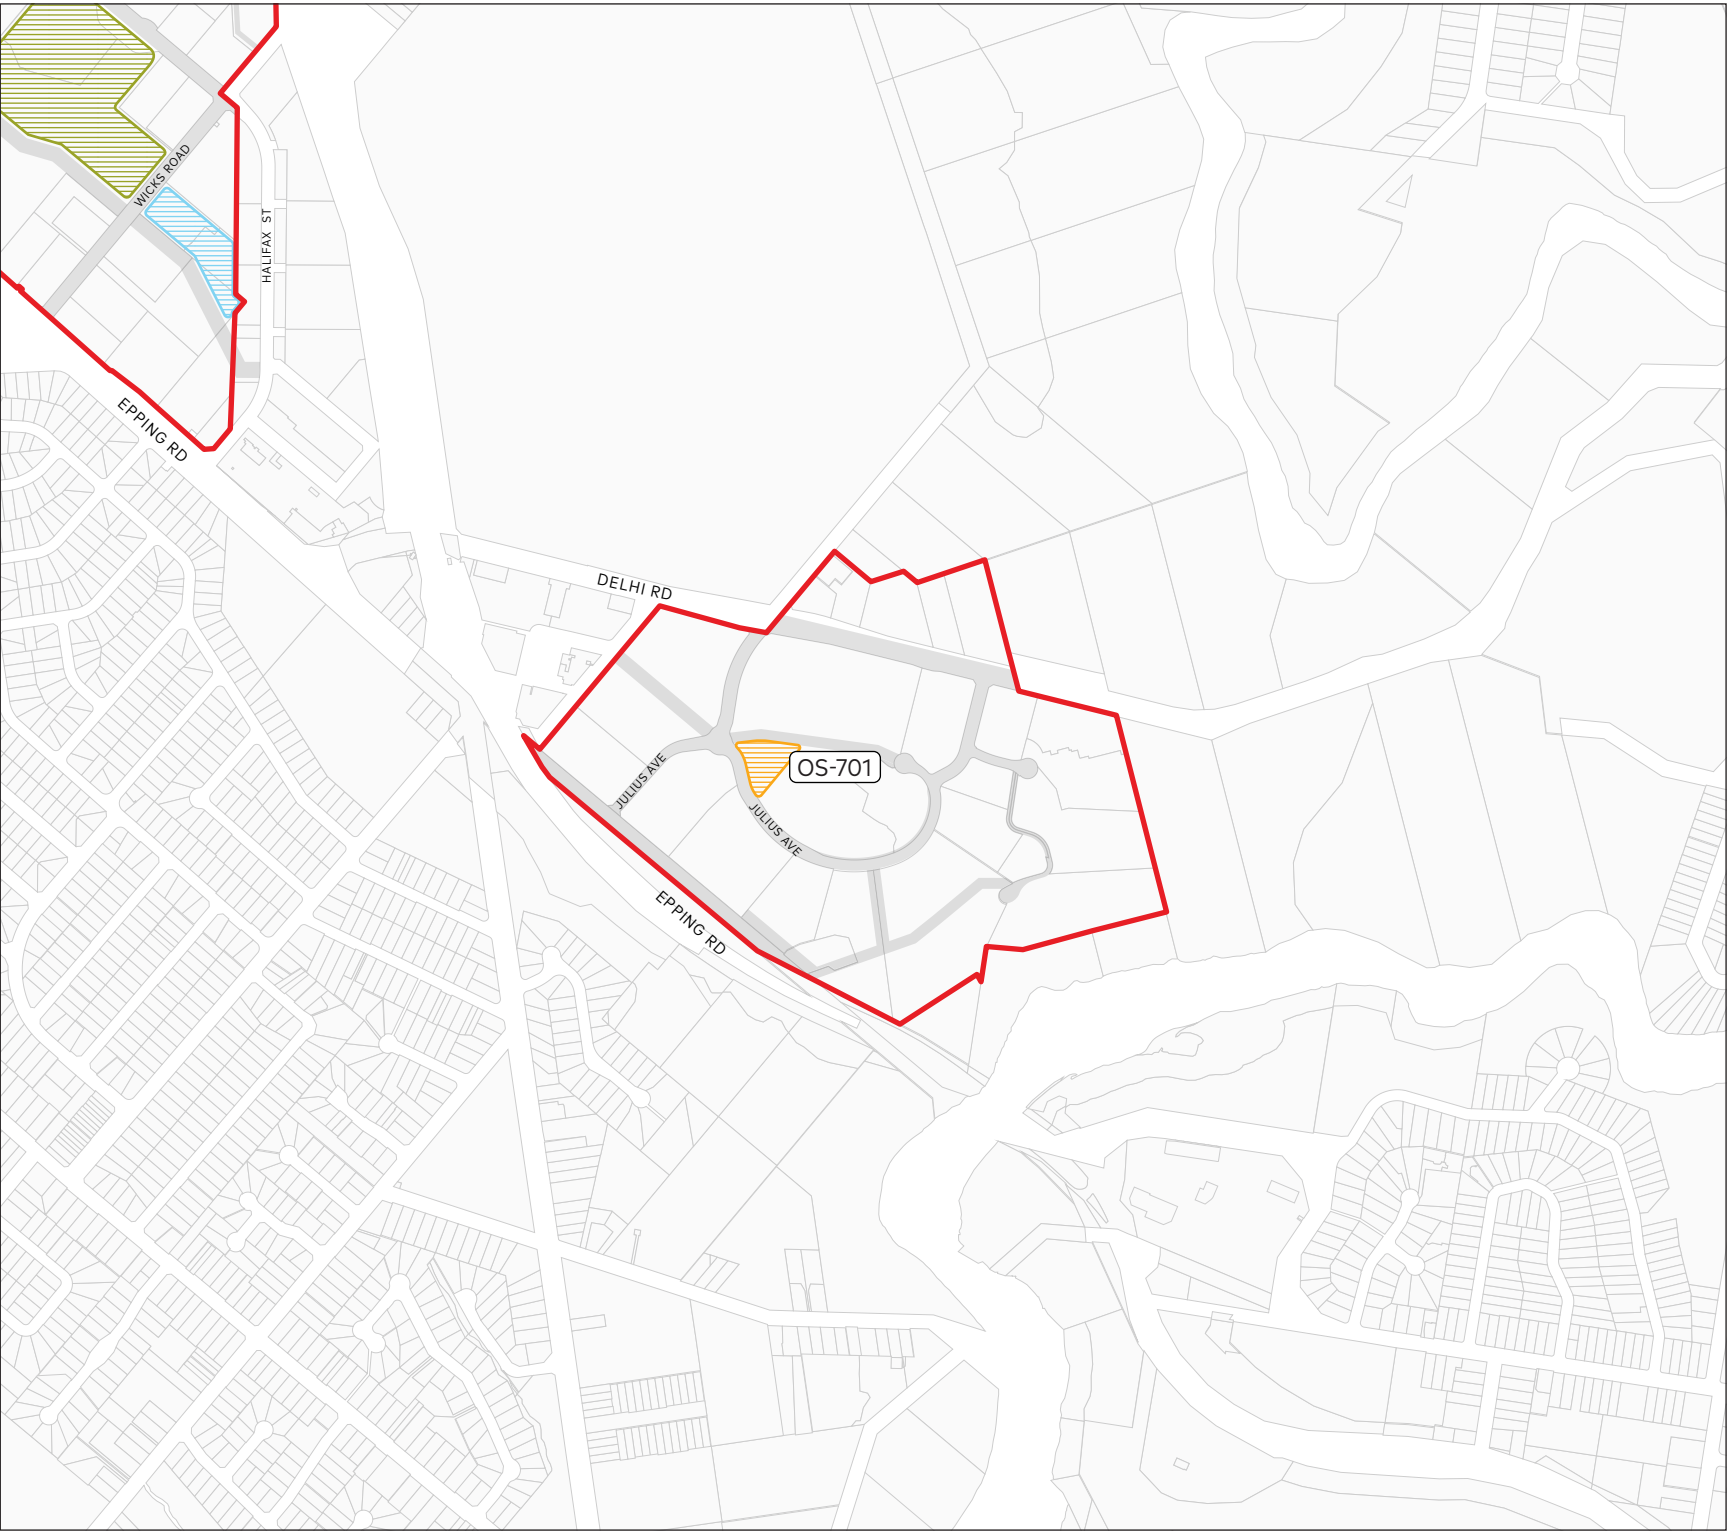 WICKS ROAD
HALIFAX ST
EPPING RD
DELHI RD
JULIUS AVE
OS-701
JULIUS AVE
EPPING RD